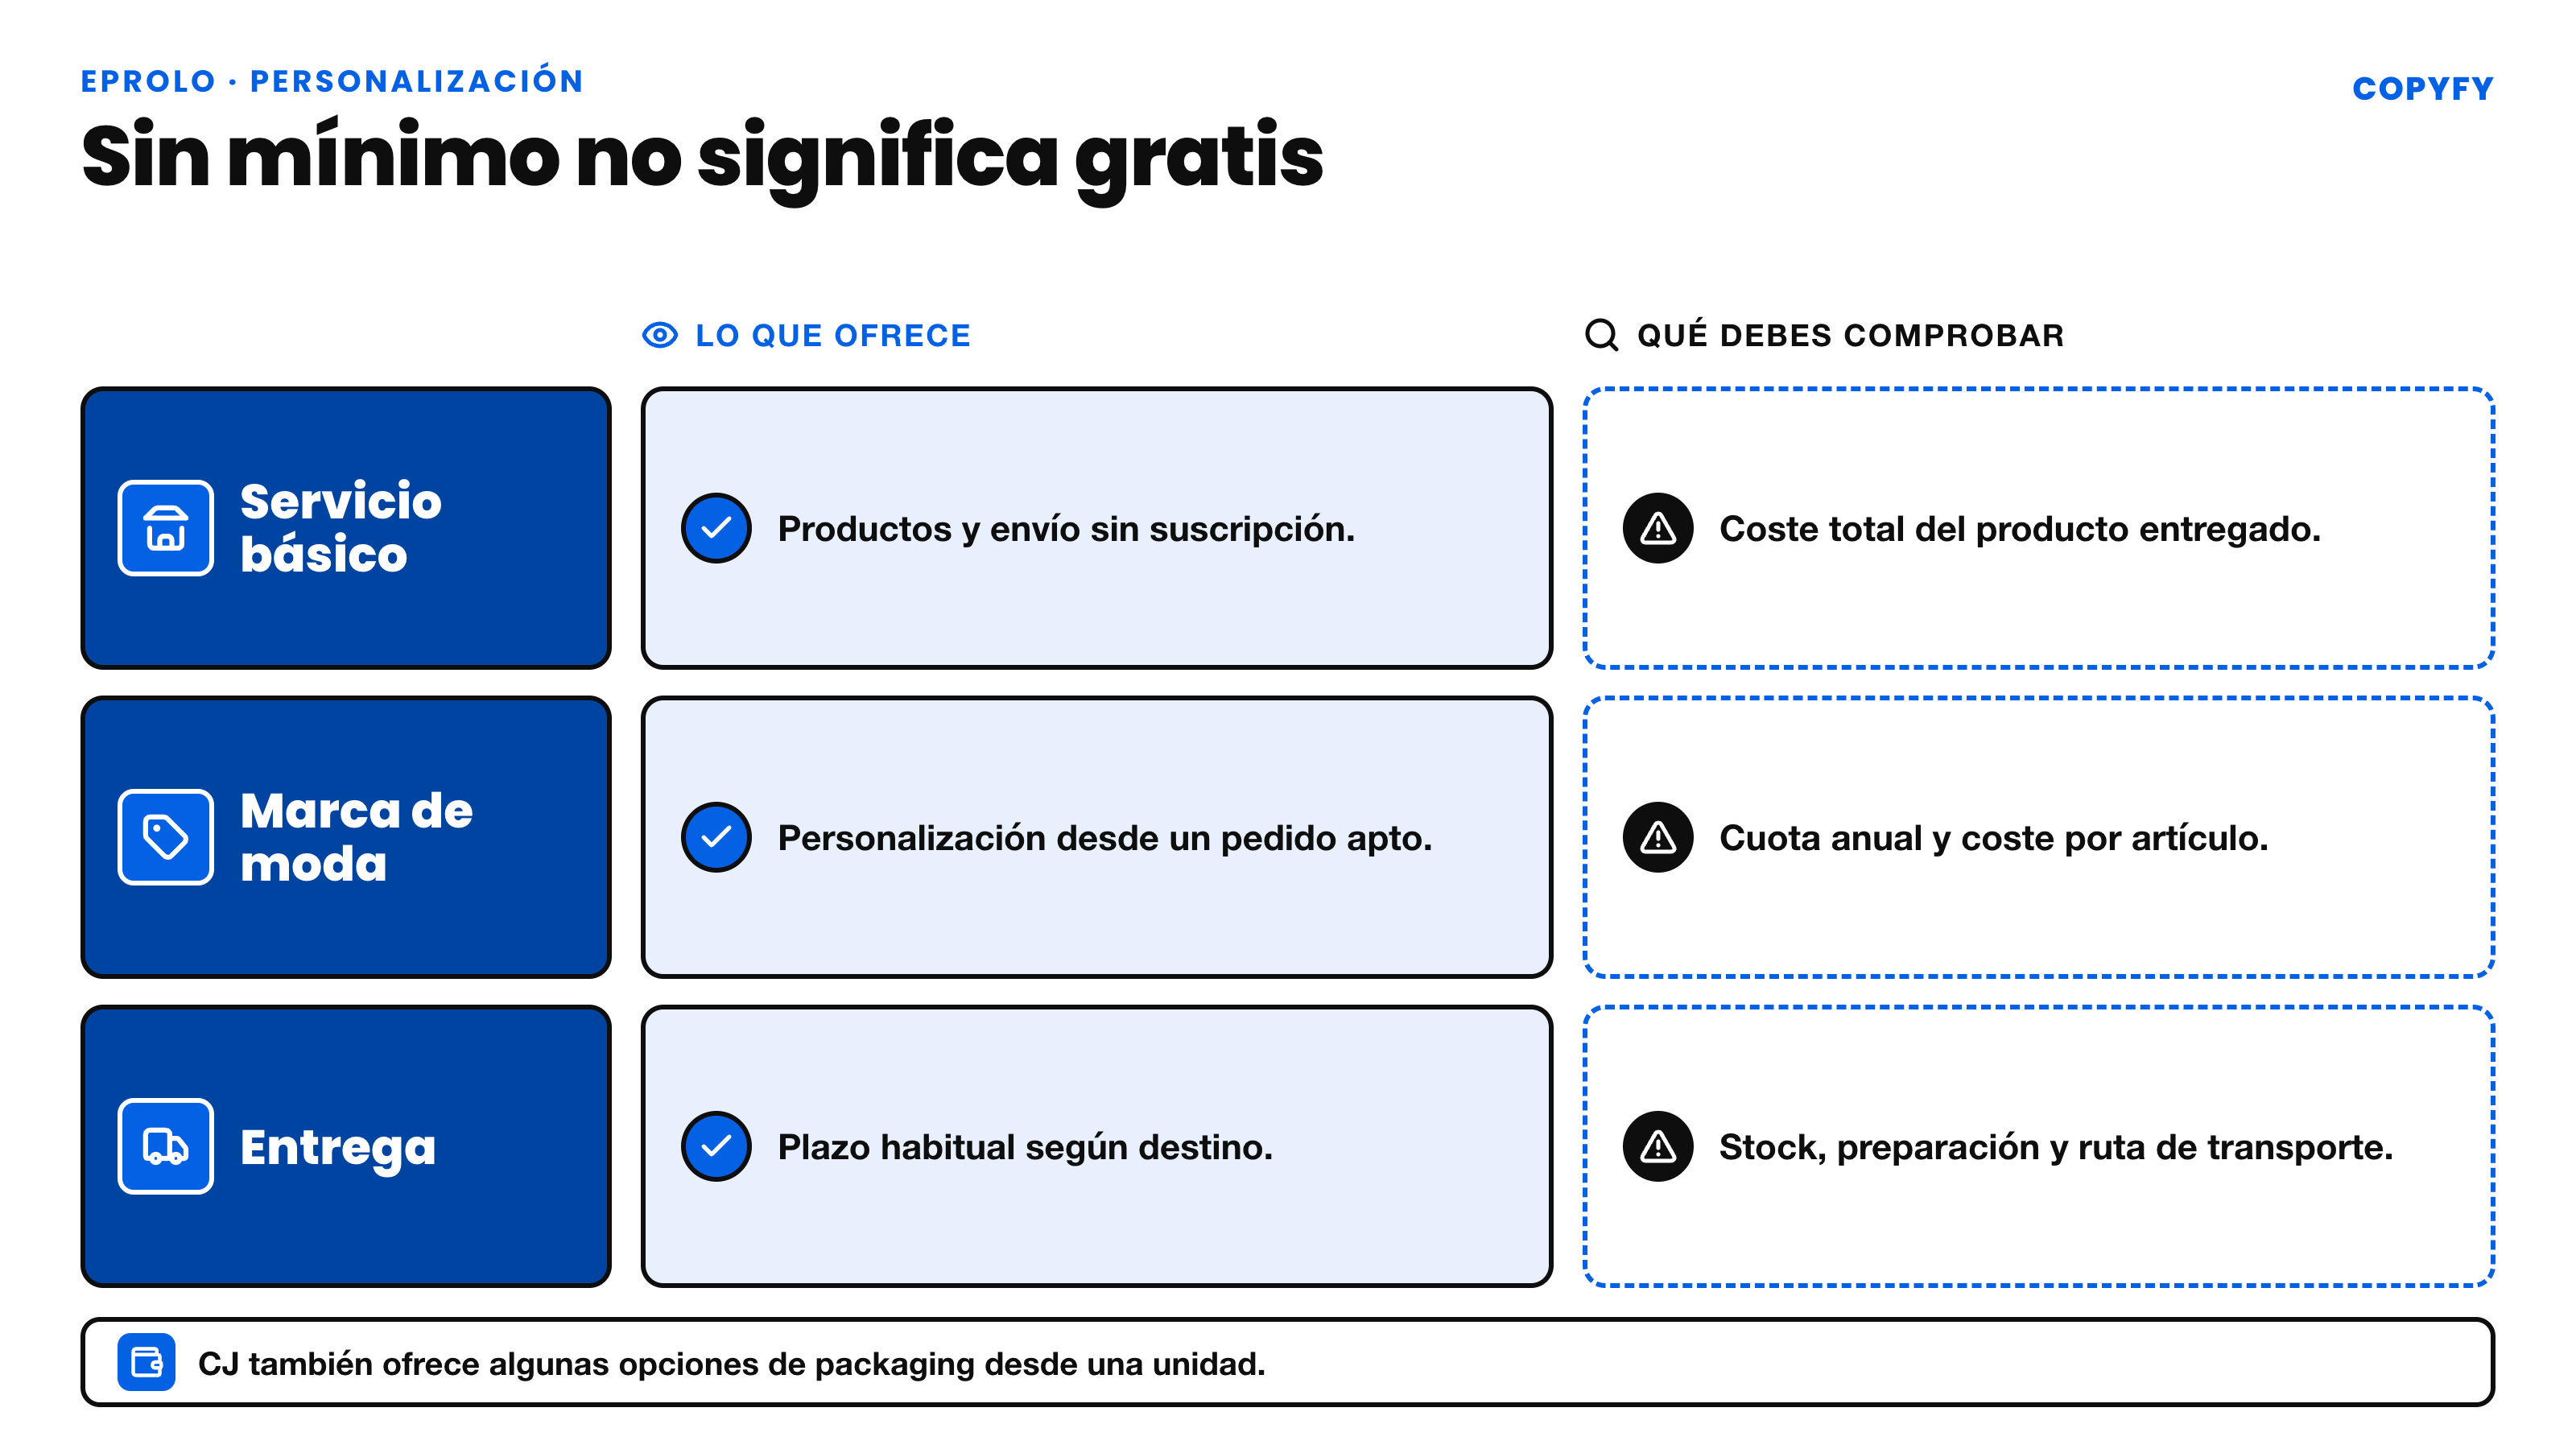 EPROLO · PERSONALIZACIÓN
COPYFY
Sin mínimo no significa gratis
LO QUE OFRECE
QUÉ DEBES COMPROBAR
Servicio
básico
Productos y envío sin suscripción.
Coste total del producto entregado.
Marca de
moda
Personalización desde un pedido apto.
Cuota anual y coste por artículo.
Entrega
Plazo habitual según destino.
Stock, preparación y ruta de transporte.
CJ también ofrece algunas opciones de packaging desde una unidad.